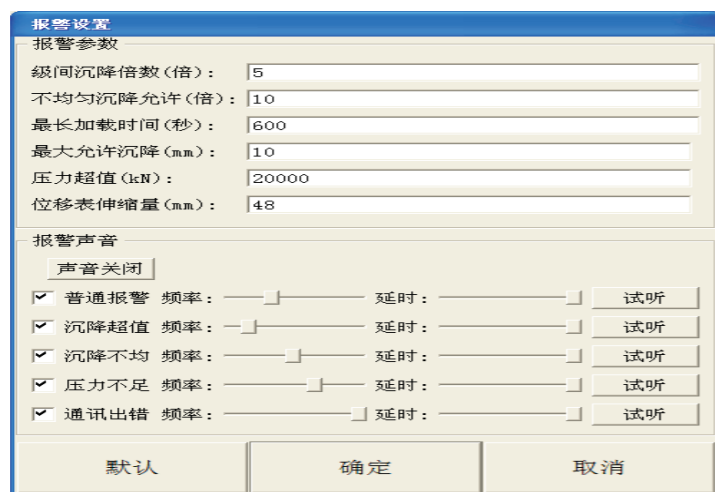 报警设置
报警参数
级间沉降倍数(倍): 5
不均匀沉降允许(倍): 10
最长加载时间(秒): 600
最大允许沉降(mm): 10
压力超值(kN): 20000
位移表伸缩量(mm): 48
报警声音
声音关闭
普通报警 频率: 延时: 试听
沉降超值 频率: 延时: 试听
沉降不均 频率: 延时: 试听
压力不足 频率: 延时: 试听
通讯出错 频率: 延时: 试听
默认 确定 取消